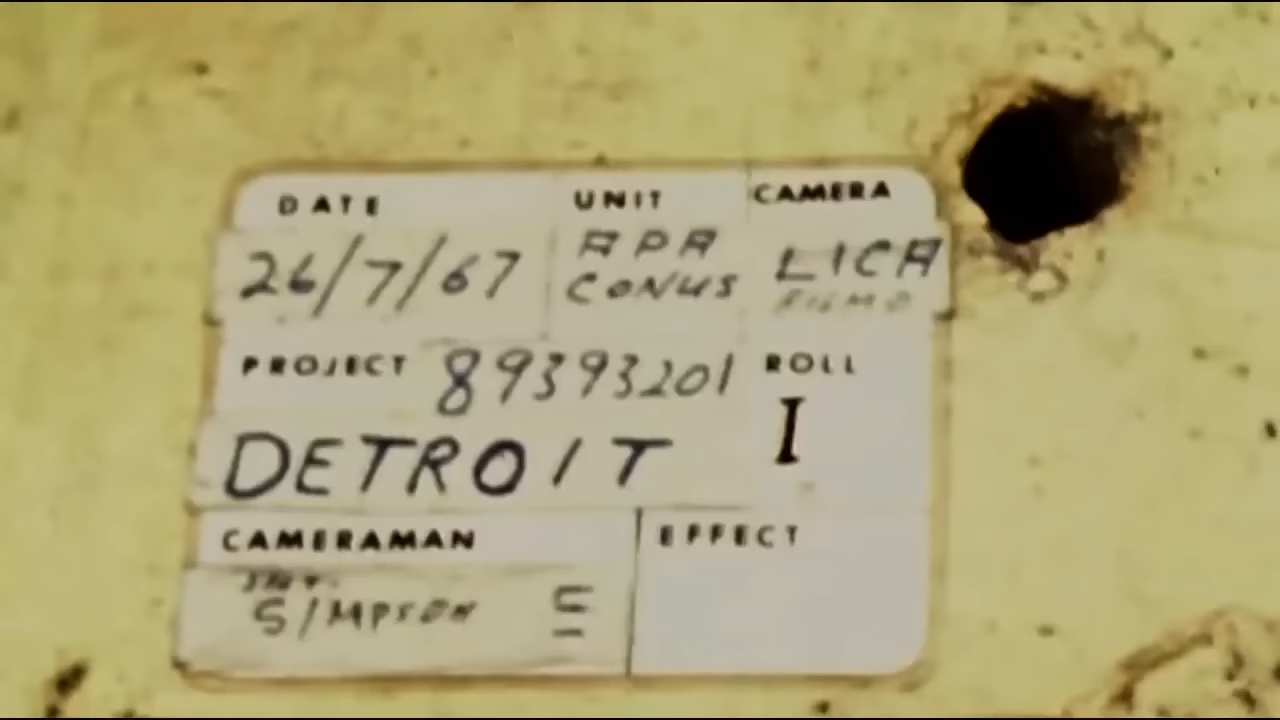 DATE UNIT CAMERA
26/7/67 APA CONUS LICA
PROJECT 89393201 ROLL
DETROIT I
CAMERAMAN EFFECT
SIMPSON